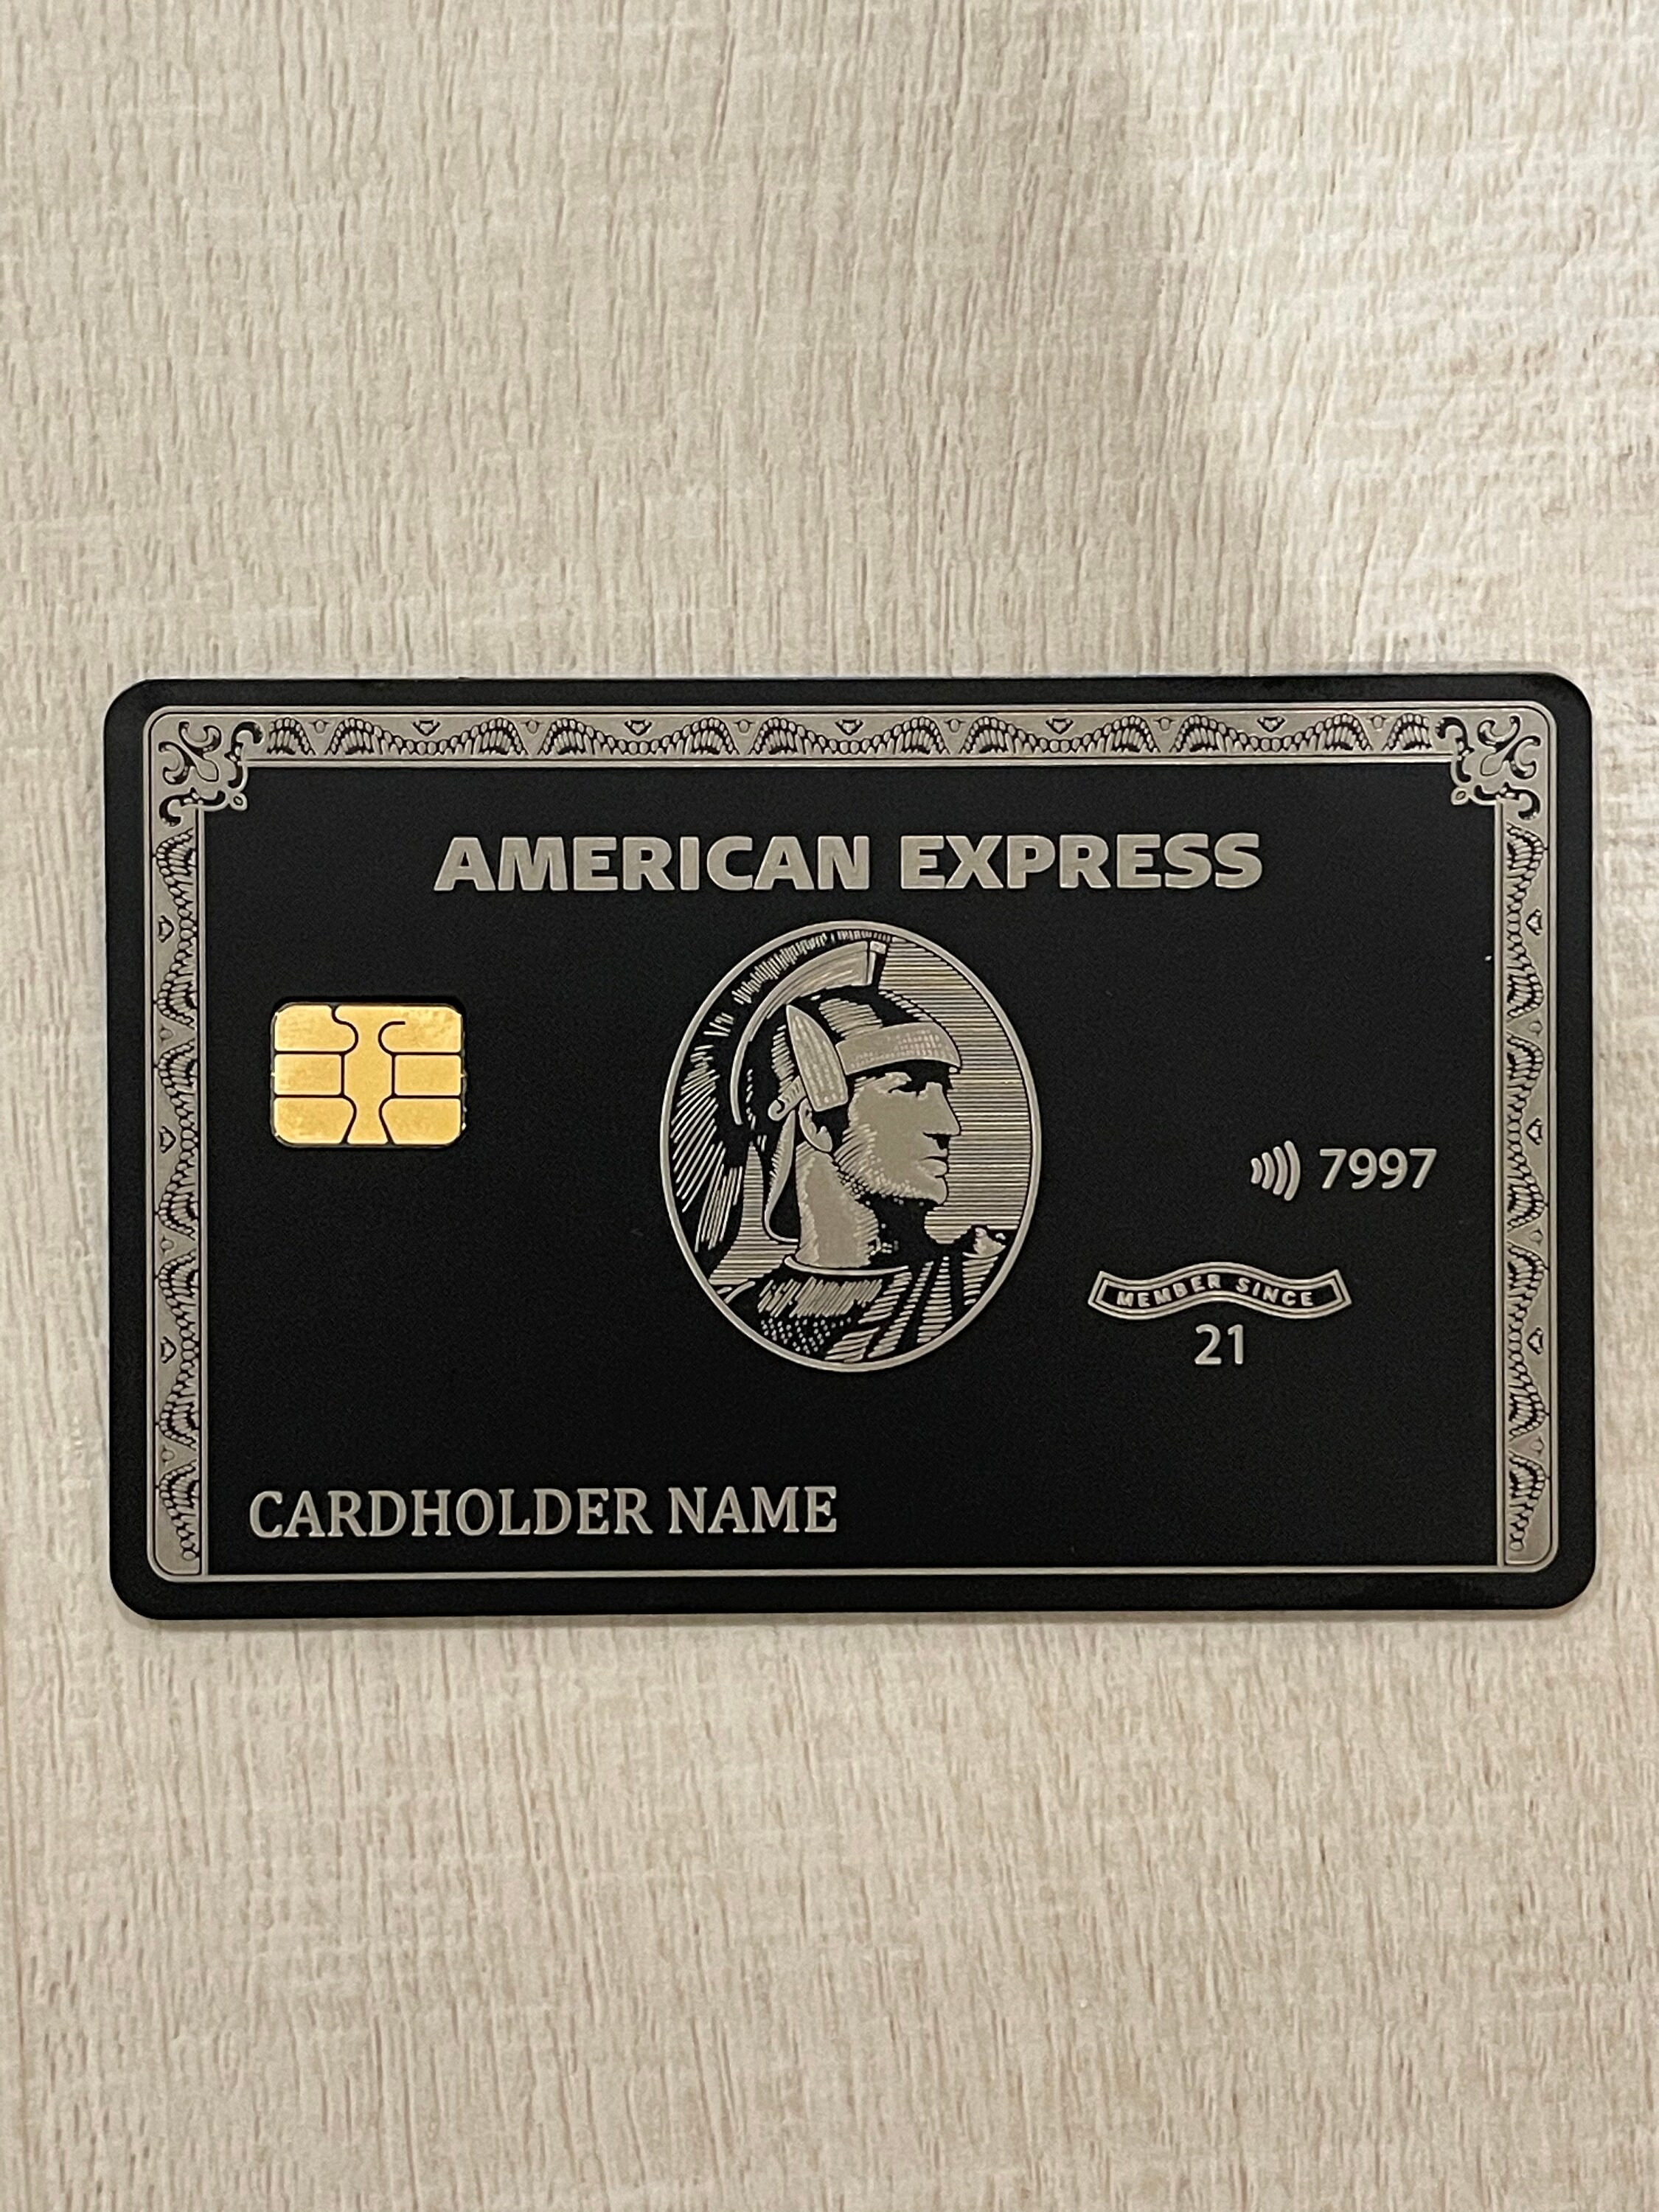 AMERICAN EXPRESS
7997
MEMBER SINCE
21
CARDHOLDER NAME